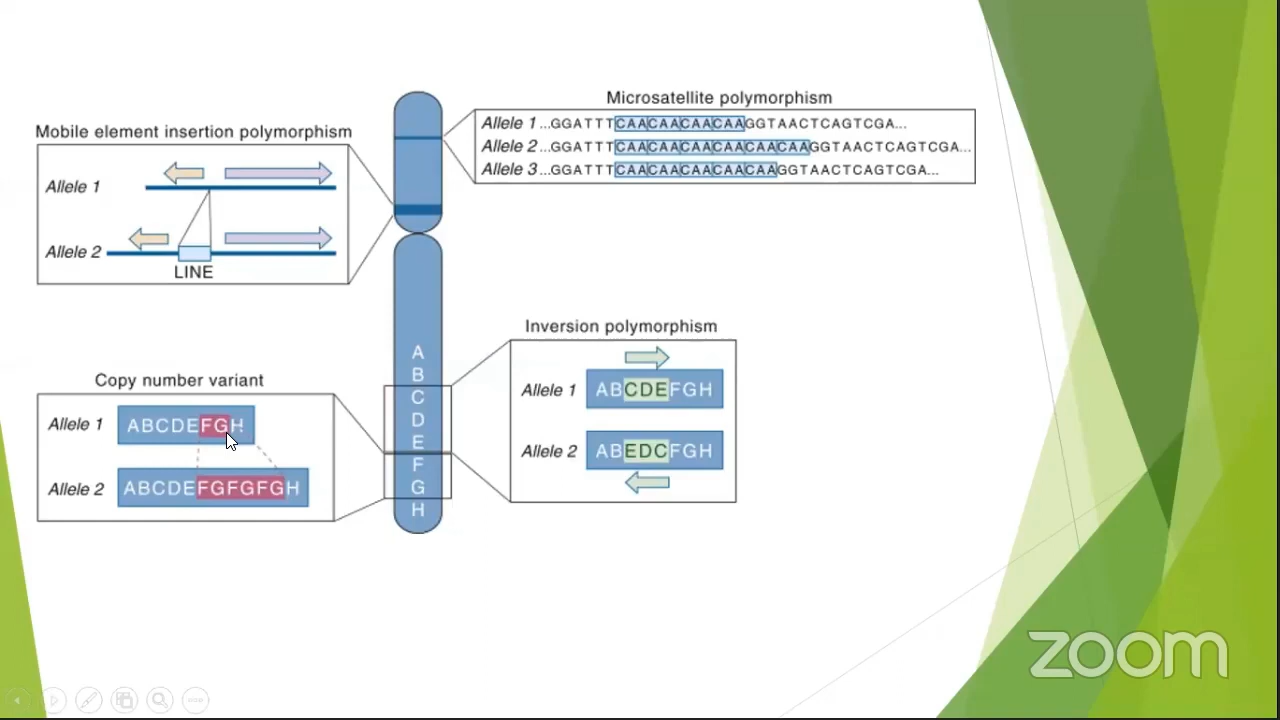 Microsatellite polymorphism
Allele 1 ...GGATTTCAACAACAACAAGGTAACTCAGTCGA...
Allele 2 ...GGATTTCAACAACAACAACAACAAGGTAACTCAGTCGA...
Allele 3 ...GGATTTCAACAACAACAACAAGGTAACTCAGTCGA...
Mobile element insertion polymorphism
Allele 1
Allele 2
LINE
A
B
C
D
E
F
G
H
Inversion polymorphism
Allele 1 ABCDEFGH
Allele 2 ABEDCFGH
Copy number variant
Allele 1 ABCDEFGH
Allele 2 ABCDEFGFGFGH
zoom